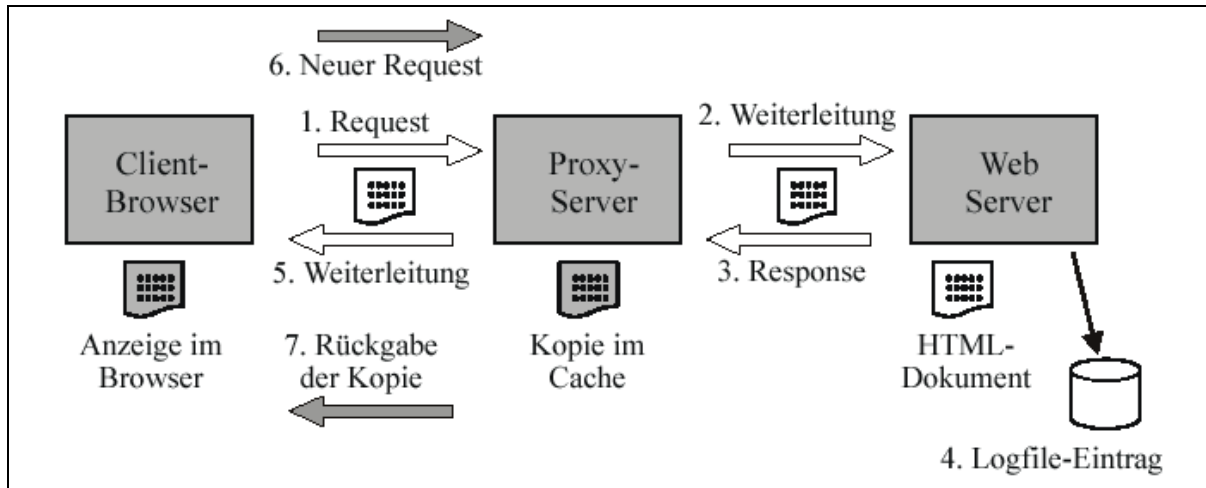 6. Neuer Request
1. Request
2. Weiterleitung
Client-
Browser
Proxy-
Server
Web
Server
5. Weiterleitung
3. Response
Anzeige im
Browser
7. Rückgabe
der Kopie
Kopie im
Cache
HTML-
Dokument
4. Logfile-Eintrag